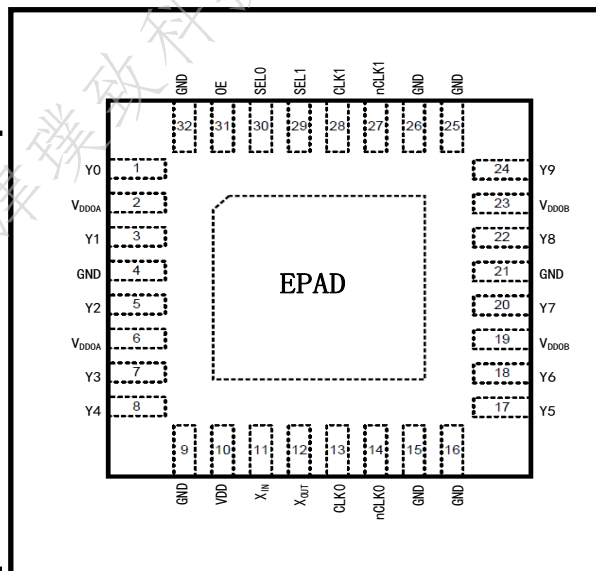 GND OE SEL0 SEL1 CLK1 nCLK1 GND GND
32 31 30 29 28 27 26 25
Y0 1 24 Y9
VDDOA 2 23 VDDOB
Y1 3 22 Y8
GND 4 21 GND
EPAD
Y2 5 20 Y7
VDDOA 6 19 VDDOB
Y3 7 18 Y6
Y4 8 17 Y5
9 10 11 12 13 14 15 16
GND VDD XIN XOUT CLK0 nCLK0 GND GND
璞致科